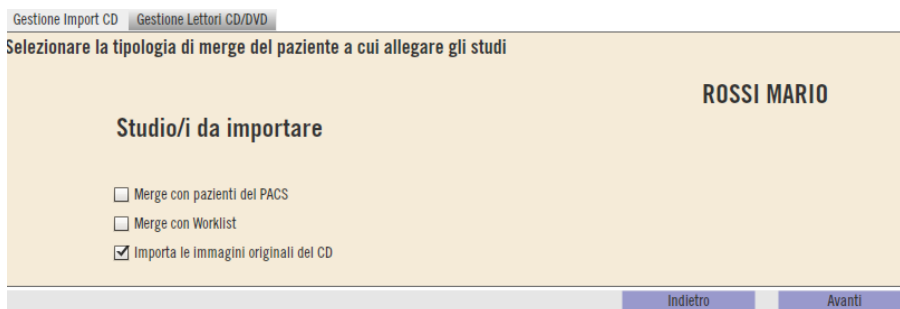 Gestione Import CD Gestione Lettori CD/DVD
Selezionare la tipologia di merge del paziente a cui allegare gli studi
ROSSI MARIO
Studio/i da importare
Merge con pazienti del PACS
Merge con Worklist
Importa le immagini originali del CD
Indietro Avanti